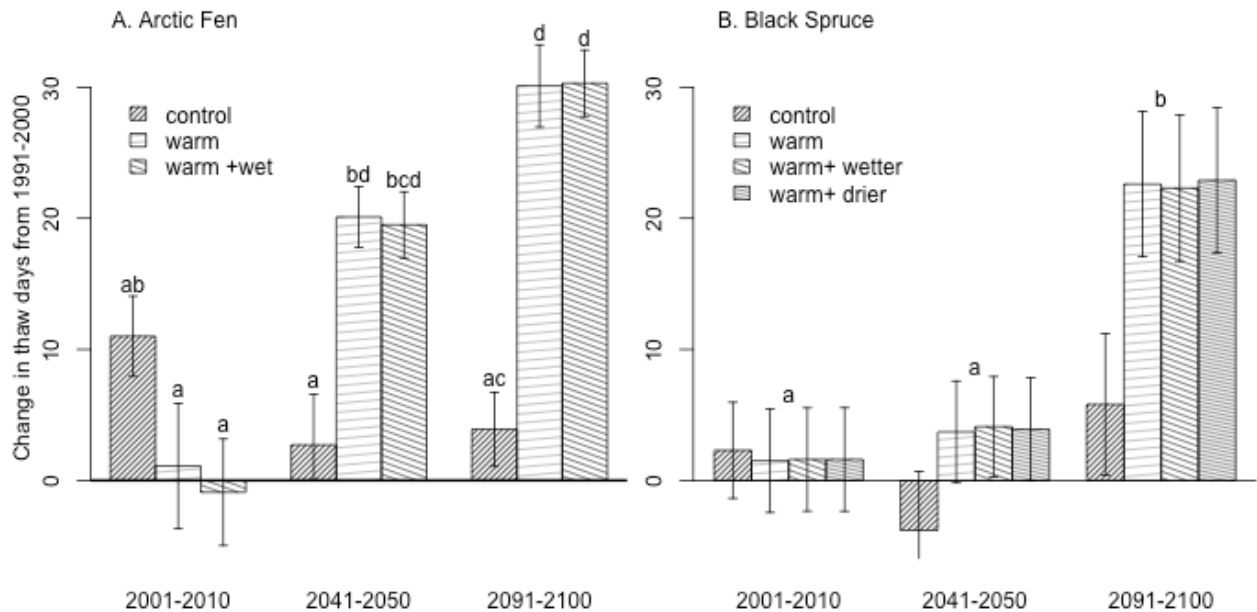 A. Arctic Fen
Change in thaw days from 1991-2000
30
20
10
0
control
warm
warm +wet
ab
a
a
a
bd
bcd
ac
d
d
2001-2010
2041-2050
2091-2100
B. Black Spruce
30
20
10
0
control
warm
warm+ wetter
warm+ drier
a
a
b
2001-2010
2041-2050
2091-2100